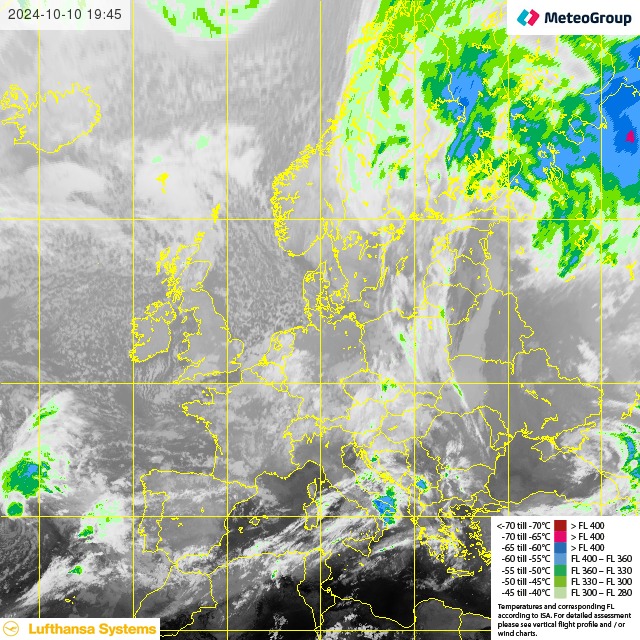 2024-10-10 19:45
MeteoGroup
<-70 till -70°C > FL 400
-70 till -65°C > FL 400
-65 till -60°C > FL 400
-60 till -55°C FL 400 – FL 360
-55 till -50°C FL 360 – FL 330
-50 till -45°C FL 330 – FL 300
-45 till -40°C FL 300 – FL 280
Temperatures and corresponding FL
according to ISA. For detailed assessment
please see vertical flight profile and / or
wind charts.
Lufthansa Systems